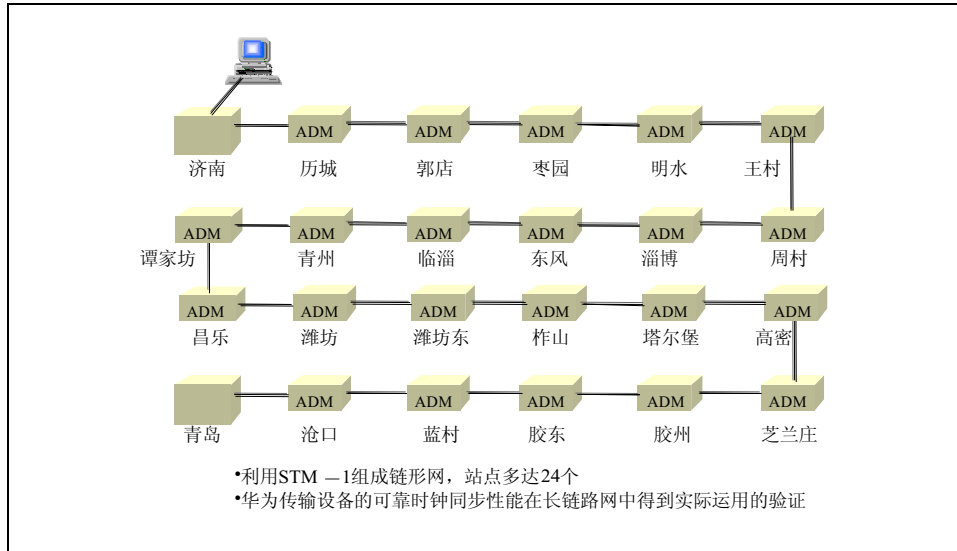 ADM ADM ADM ADM ADM
济南 历城 郭店 枣园 明水 王村
ADM ADM ADM ADM ADM ADM
谭家坊 青州 临淄 东风 淄博 周村
ADM ADM ADM ADM ADM ADM
昌乐 潍坊 潍坊东 柞山 塔尔堡 高密
ADM ADM ADM ADM ADM
青岛 沧口 蓝村 胶东 胶州 芝兰庄
•利用STM －1组成链形网，站点多达24个
•华为传输设备的可靠时钟同步性能在长链路网中得到实际运用的验证